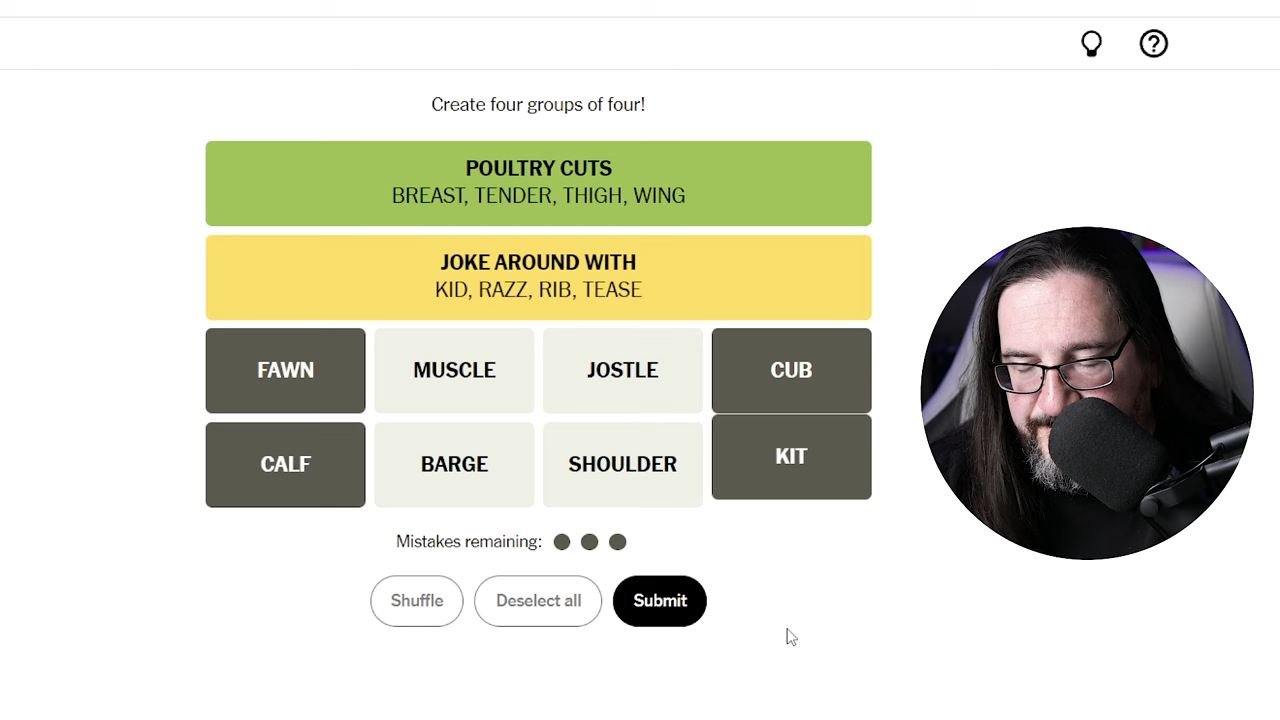 Create four groups of four!
POULTRY CUTS
BREAST, TENDER, THIGH, WING
JOKE AROUND WITH
KID, RAZZ, RIB, TEASE
FAWN MUSCLE JOSTLE CUB
CALF BARGE SHOULDER KIT
Mistakes remaining:
Shuffle Deselect all Submit